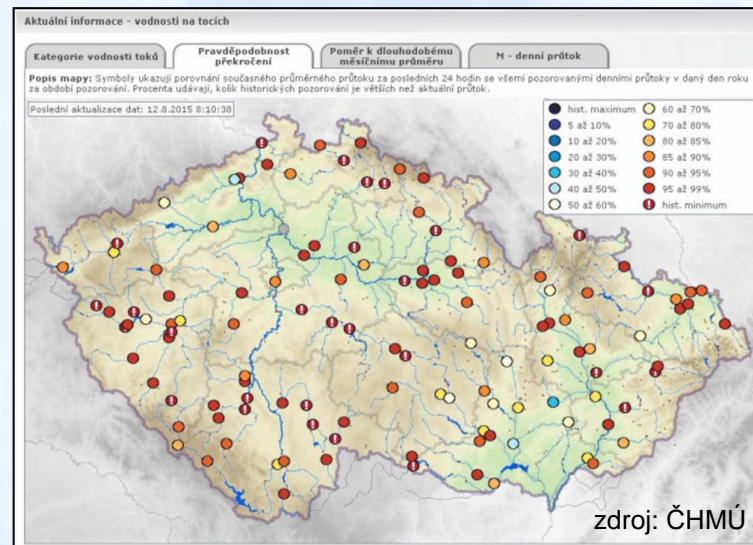 Aktuální informace - vodnosti na tocích
Kategorie vodnosti toků
Pravděpodobnost
překročení
Poměr k dlouhodobému
měsíčnímu průměru
M - denní průtok
Popis mapy: Symboly ukazují porovnání současného průměrného průtoku za posledních 24 hodin se všemi pozorovanými denními průtoky v daný den roku
za období pozorování. Procenta udávají, kolik historických pozorování je větších než aktuální průtok.
Poslední aktualizace dat: 12.8.2015 8:10:38
hist. maximum
5 až 10%
10 až 20%
20 až 30%
30 až 40%
40 až 50%
50 až 60%
60 až 70%
70 až 80%
80 až 85%
85 až 90%
90 až 95%
95 až 99%
hist. minimum
zdroj: ČHMÚ